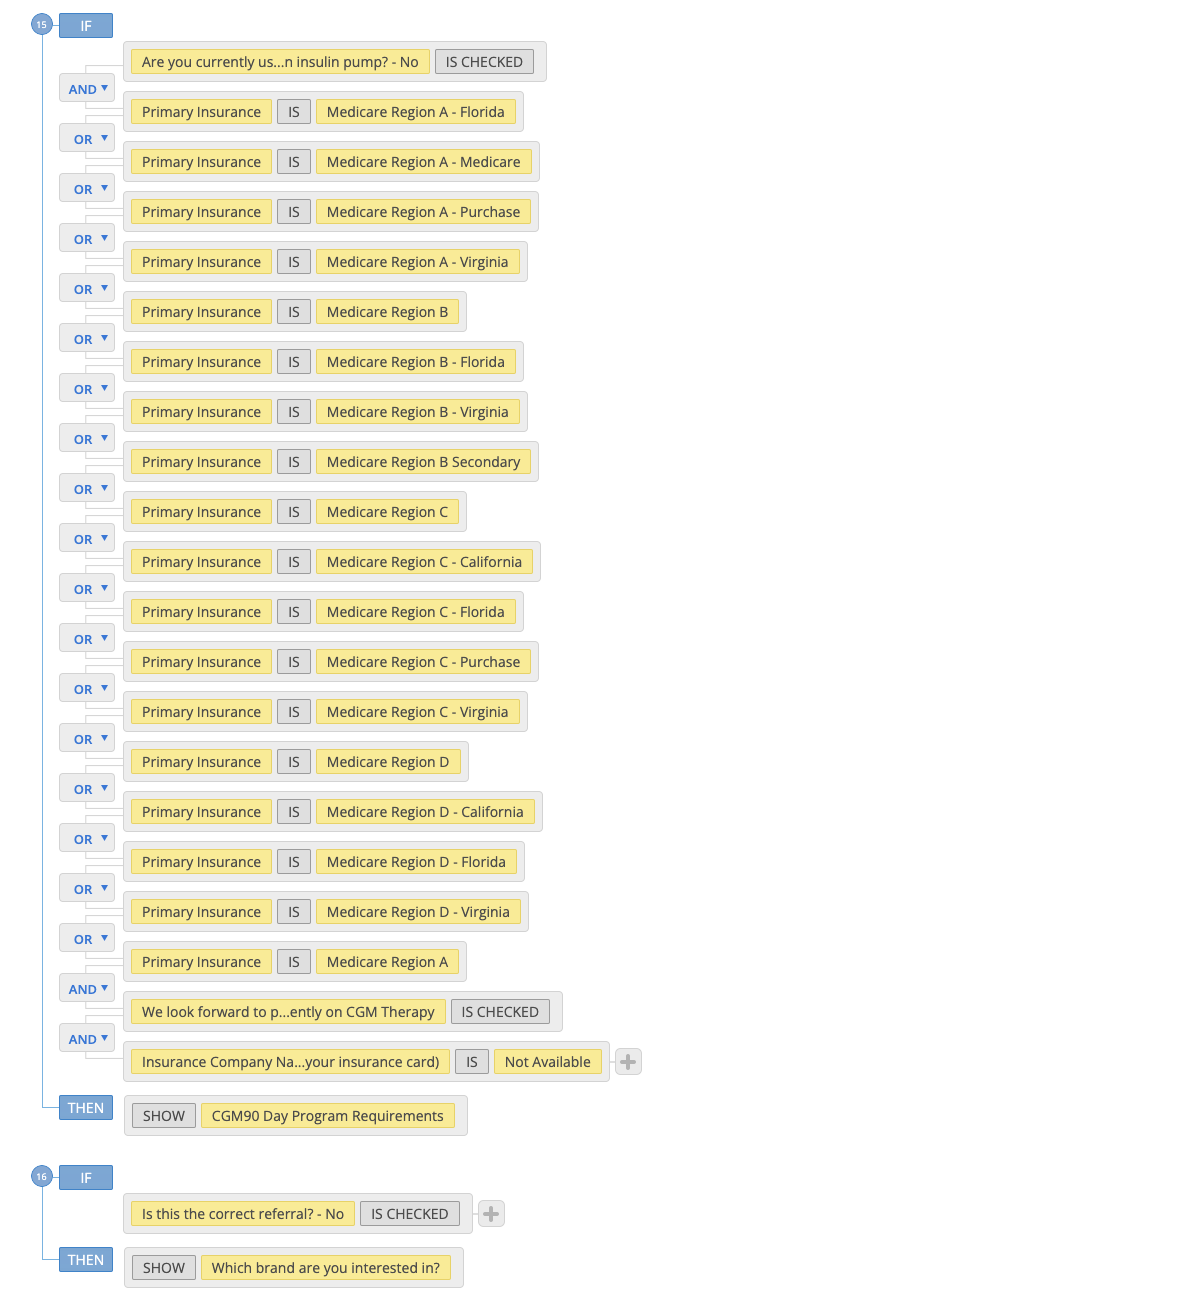 15 IF
Are you currently us...n insulin pump? - No IS CHECKED
AND
Primary Insurance IS Medicare Region A - Florida
OR
Primary Insurance IS Medicare Region A - Medicare
OR
Primary Insurance IS Medicare Region A - Purchase
OR
Primary Insurance IS Medicare Region A - Virginia
OR
Primary Insurance IS Medicare Region B
OR
Primary Insurance IS Medicare Region B - Florida
OR
Primary Insurance IS Medicare Region B - Virginia
OR
Primary Insurance IS Medicare Region B Secondary
OR
Primary Insurance IS Medicare Region C
OR
Primary Insurance IS Medicare Region C - California
OR
Primary Insurance IS Medicare Region C - Florida
OR
Primary Insurance IS Medicare Region C - Purchase
OR
Primary Insurance IS Medicare Region C - Virginia
OR
Primary Insurance IS Medicare Region D
OR
Primary Insurance IS Medicare Region D - California
OR
Primary Insurance IS Medicare Region D - Florida
OR
Primary Insurance IS Medicare Region D - Virginia
OR
Primary Insurance IS Medicare Region A
AND
We look forward to p...ently on CGM Therapy IS CHECKED
AND
Insurance Company Na...your insurance card) IS Not Available
THEN SHOW CGM90 Day Program Requirements
16 IF
Is this the correct referral? - No IS CHECKED
THEN SHOW Which brand are you interested in?